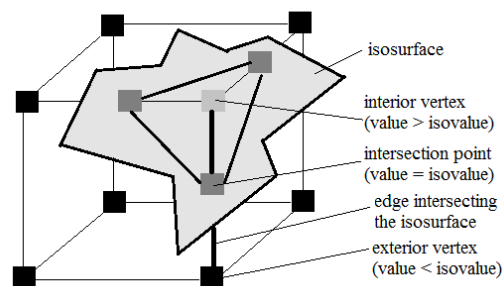 isosurface
interior vertex
(value > isovalue)
intersection point
(value = isovalue)
edge intersecting
the isosurface
exterior vertex
(value < isovalue)